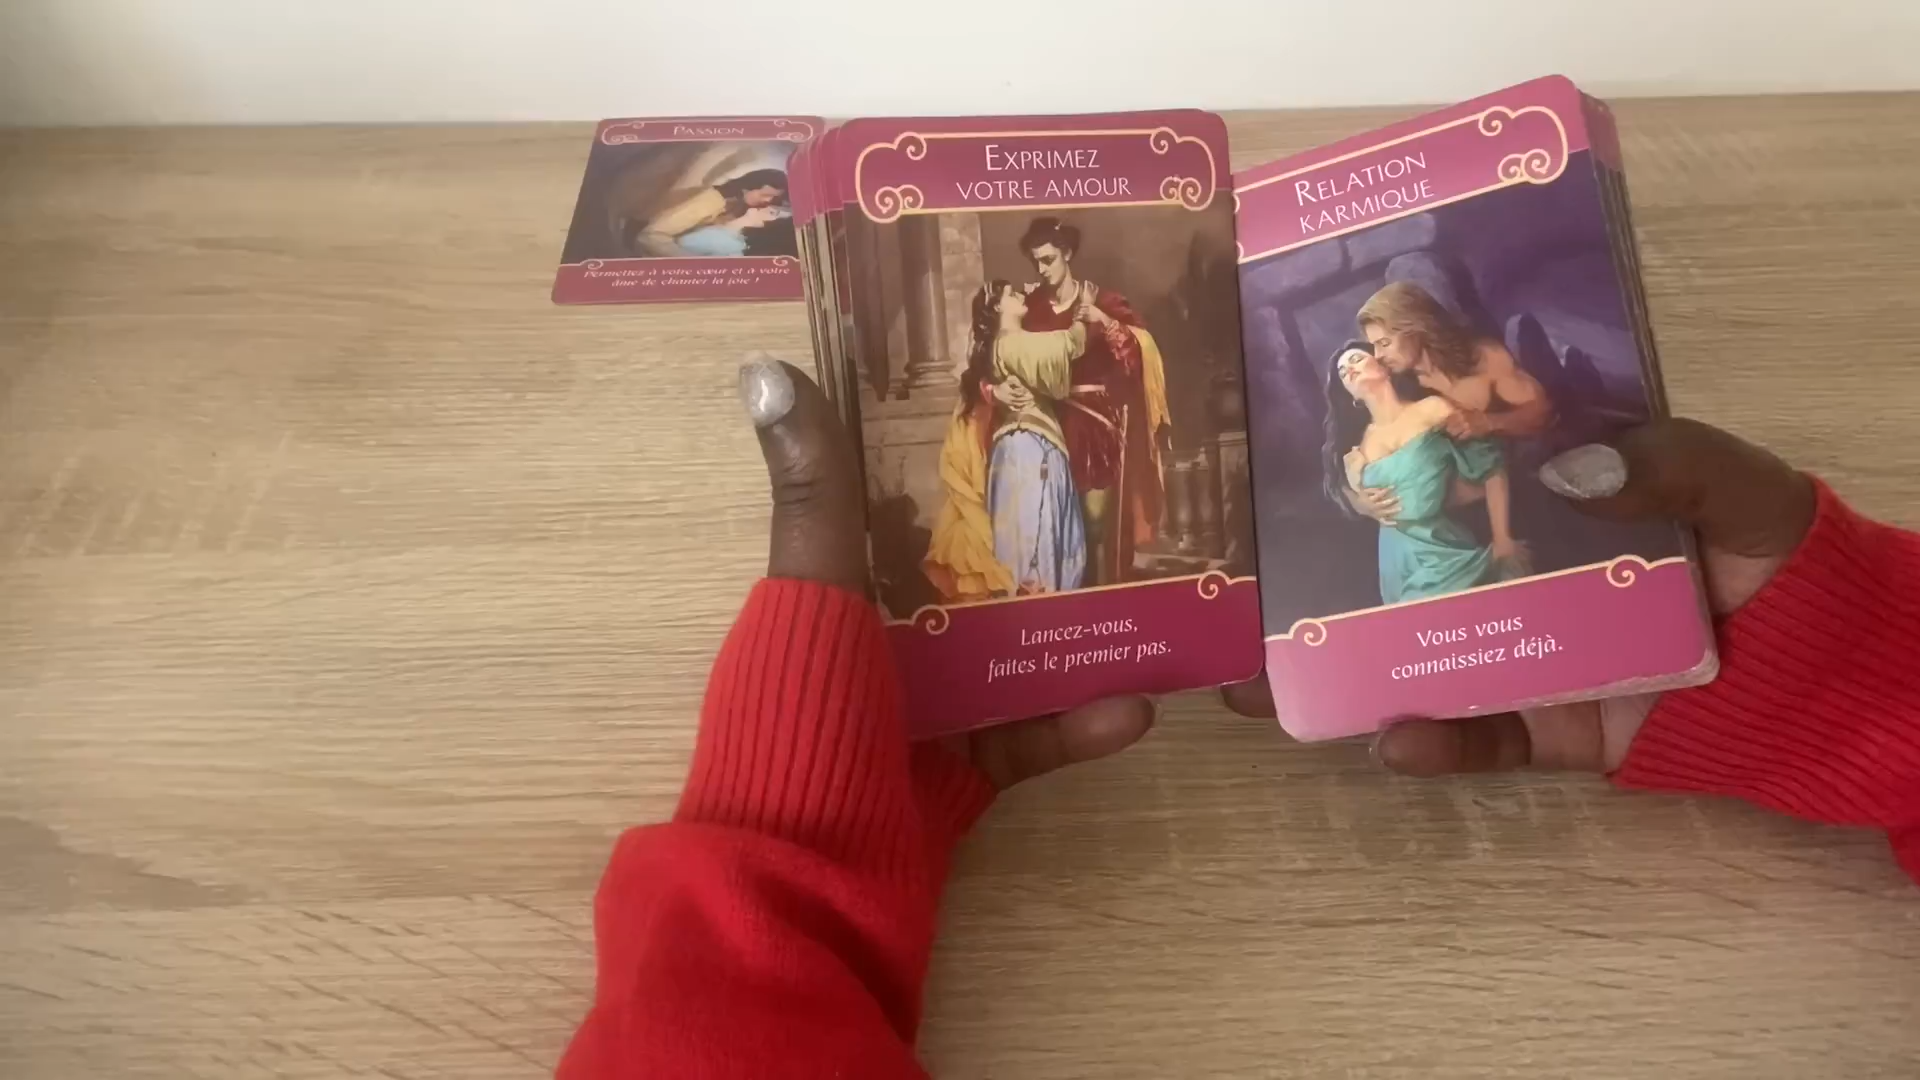 PASSION
Permettez à votre cœur et à votre
âme de chanter la joie !
EXPRIMEZ
VOTRE AMOUR
Lancez-vous,
faites le premier pas.
RELATION
KARMIQUE
Vous vous
connaissiez déjà.